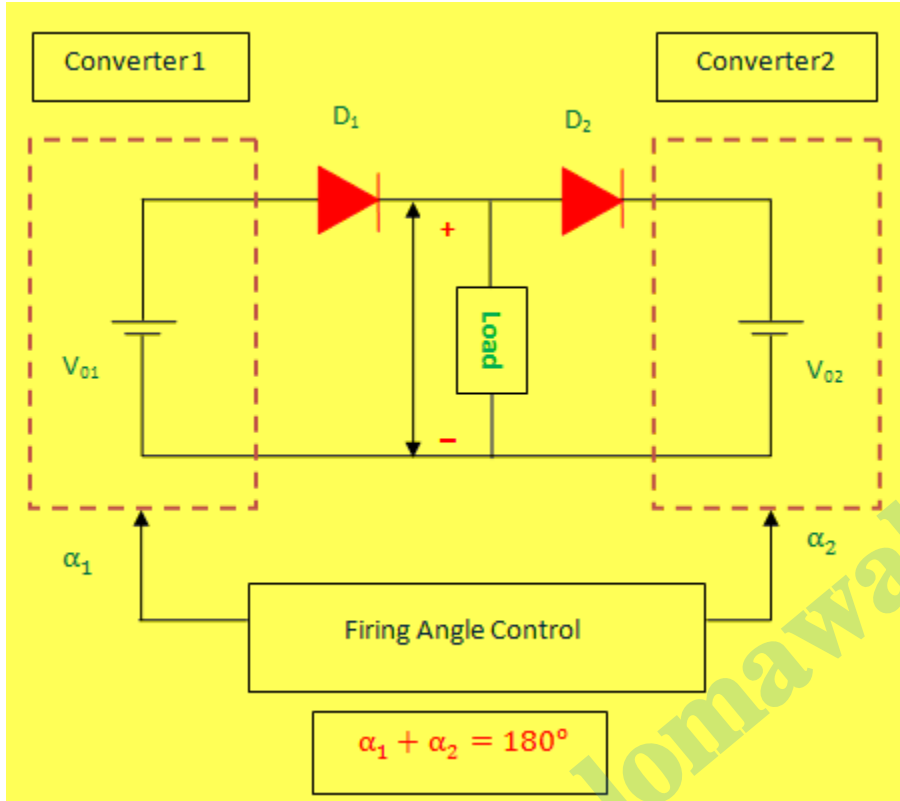 Converter1
Converter2
D₁
D₂
+
Load
V₀₁
V₀₂
−
α₁
α₂
Firing Angle Control
α₁ + α₂ = 180°